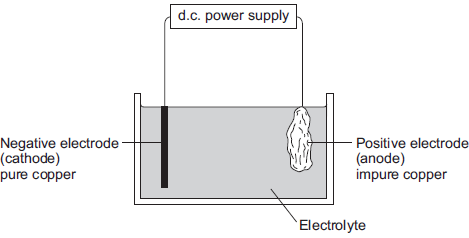 d.c. power supply
Negative electrode
(cathode)
pure copper
Positive electrode
(anode)
impure copper
Electrolyte